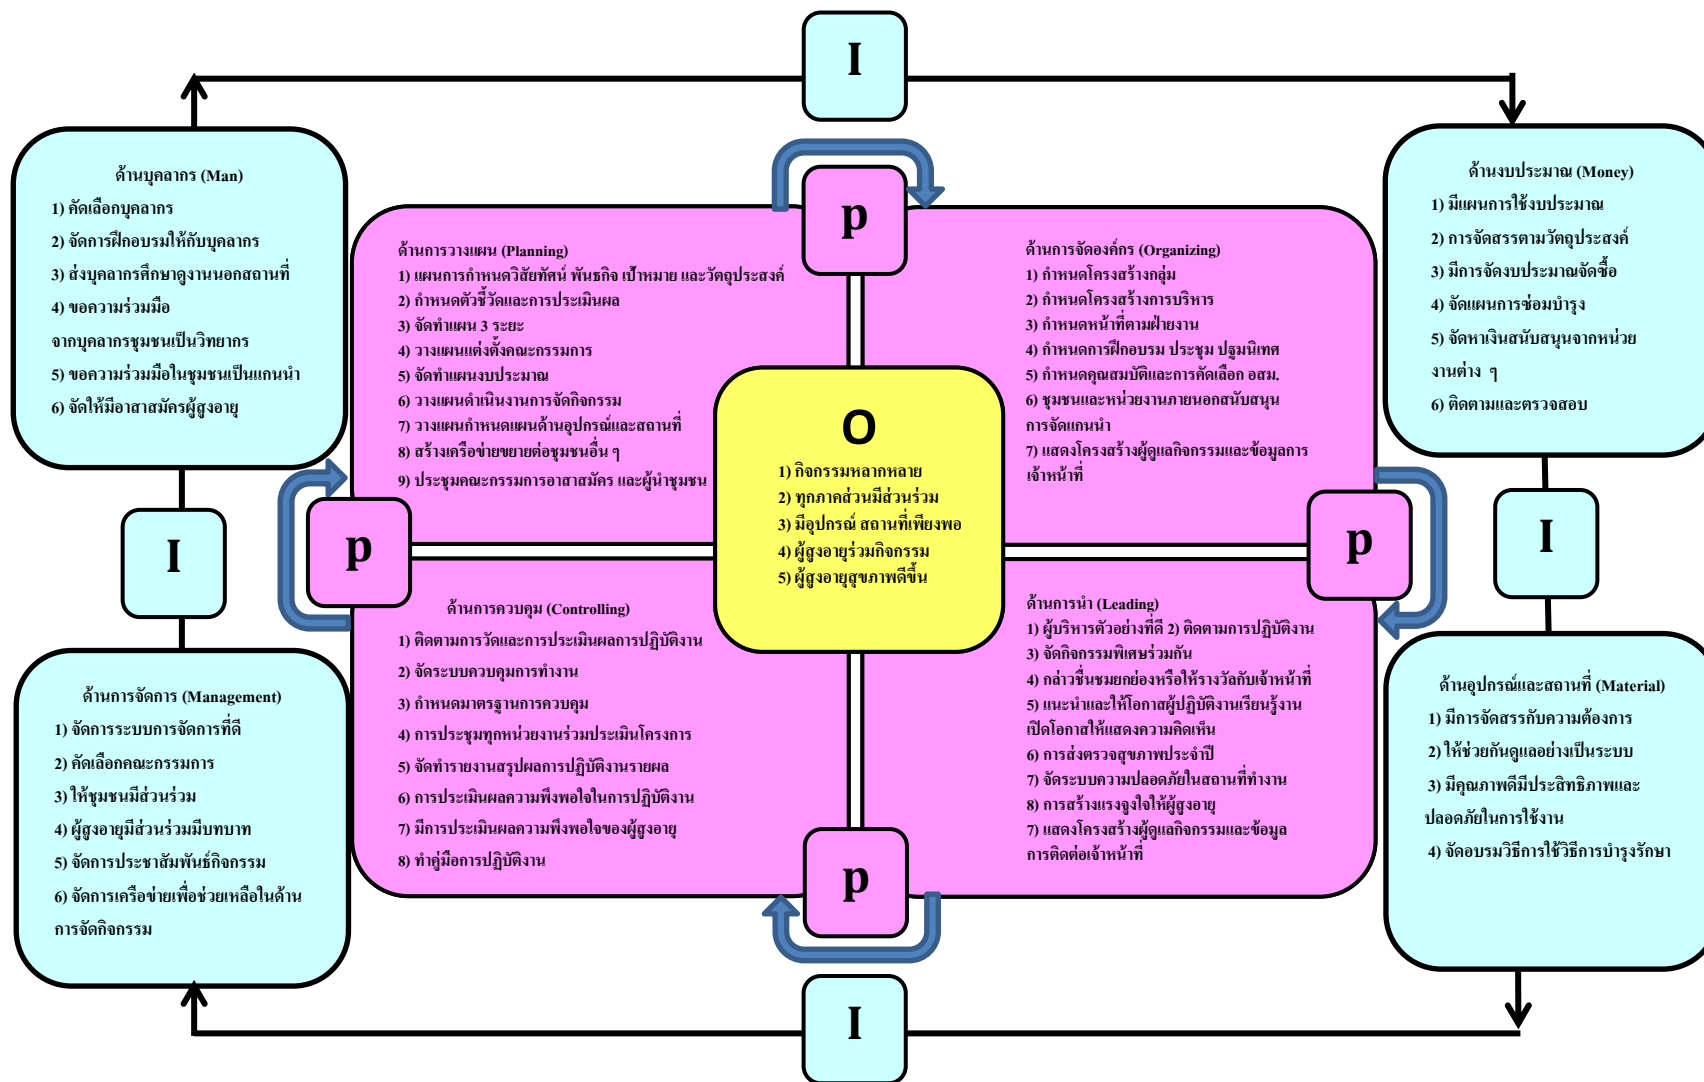 I
ด้านบุคลากร (Man)
1) คัดเลือกบุคลากร
2) จัดการฝึกอบรมให้กับบุคลากร
3) ส่งบุคลากรศึกษาดูงานนอกสถานที่
4) ขอความร่วมมือ
จากบุคลากรชุมชนเป็นวิทยากร
5) ขอความร่วมมือในชุมชนเป็นแกนนำ
6) จัดให้มีอาสาสมัครผู้สูงอายุ
p
ด้านการวางแผน (Planning)
1) แผนการกำหนดวิสัยทัศน์ พันธกิจ เป้าหมาย และวัตถุประสงค์
2) กำหนดตัวชี้วัดและการประเมินผล
3) จัดทำแผน 3 ระยะ
4) วางแผนแต่งตั้งคณะกรรมการ
5) จัดทำแผนงบประมาณ
6) วางแผนดำเนินงานการจัดกิจกรรม
7) วางแผนกำหนดแผนด้านอุปกรณ์และสถานที่
8) สร้างเครือข่ายขยายต่อชุมชนอื่น ๆ
9) ประชุมคณะกรรมการอาสาสมัคร และผู้นำชุมชน
ด้านการจัดองค์กร (Organizing)
1) กำหนดโครงสร้างกลุ่ม
2) กำหนดโครงสร้างการบริหาร
3) กำหนดหน้าที่ตามฝ่ายงาน
4) กำหนดการฝึกอบรม ประชุม ปฐมนิเทศ
5) กำหนดคุณสมบัติและการคัดเลือก อสม.
6) ชุมชนและหน่วยงานภายนอกสนับสนุน
การจัดแกนนำ
7) แสดงโครงสร้างผู้ดูแลกิจกรรมและข้อมูลการ
เจ้าหน้าที่
ด้านงบประมาณ (Money)
1) มีแผนการใช้งบประมาณ
2) การจัดสรรตามวัตถุประสงค์
3) มีการจัดงบประมาณจัดซื้อ
4) จัดแผนการซ่อมบำรุง
5) จัดหาเงินสนับสนุนจากหน่วย
งานต่าง ๆ
6) ติดตามและตรวจสอบ
O
1) กิจกรรมหลากหลาย
2) ทุกภาคส่วนมีส่วนร่วม
3) มีอุปกรณ์ สถานที่เพียงพอ
4) ผู้สูงอายุร่วมกิจกรรม
5) ผู้สูงอายุสุขภาพดีขึ้น
I
p
p
I
ด้านการจัดการ (Management)
1) จัดการระบบการจัดการที่ดี
2) คัดเลือกคณะกรรมการ
3) ให้ชุมชนมีส่วนร่วม
4) ผู้สูงอายุมีส่วนร่วมมีบทบาท
5) จัดการประชาสัมพันธ์กิจกรรม
6) จัดการเครือข่ายเพื่อช่วยเหลือในด้าน
การจัดกิจกรรม
ด้านการควบคุม (Controlling)
1) ติดตามการวัดและการประเมินผลการปฏิบัติงาน
2) จัดระบบควบคุมการทำงาน
3) กำหนดมาตรฐานการควบคุม
4) การประชุมทุกหน่วยงานร่วมประเมินโครงการ
5) จัดทำรายงานสรุปผลการปฏิบัติงานรายผล
6) การประเมินผลความพึงพอใจในการปฏิบัติงาน
7) มีการประเมินผลความพึงพอใจของผู้สูงอายุ
8) ทำคู่มือการปฏิบัติงาน
ด้านการนำ (Leading)
1) ผู้บริหารตัวอย่างที่ดี 2) ติดตามการปฏิบัติงาน
3) จัดกิจกรรมพิเศษร่วมกัน
4) กล่าวชื่นชมยกย่องหรือให้รางวัลกับเจ้าหน้าที่
5) แนะนำและให้โอกาสผู้ปฏิบัติงานเรียนรู้งาน
เปิดโอกาสให้แสดงความคิดเห็น
6) การส่งตรวจสุขภาพประจำปี
7) จัดระบบความปลอดภัยในสถานที่ทำงาน
8) การสร้างแรงจูงใจให้ผู้สูงอายุ
7) แสดงโครงสร้างผู้ดูแลกิจกรรมและข้อมูล
การติดต่อเจ้าหน้าที่
ด้านอุปกรณ์และสถานที่ (Material)
1) มีการจัดสรรกับความต้องการ
2) ให้ช่วยกันดูแลอย่างเป็นระบบ
3) มีคุณภาพดีมีประสิทธิภาพและ
ปลอดภัยในการใช้งาน
4) จัดอบรมวิธีการใช้วิธีการบำรุงรักษา
p
I